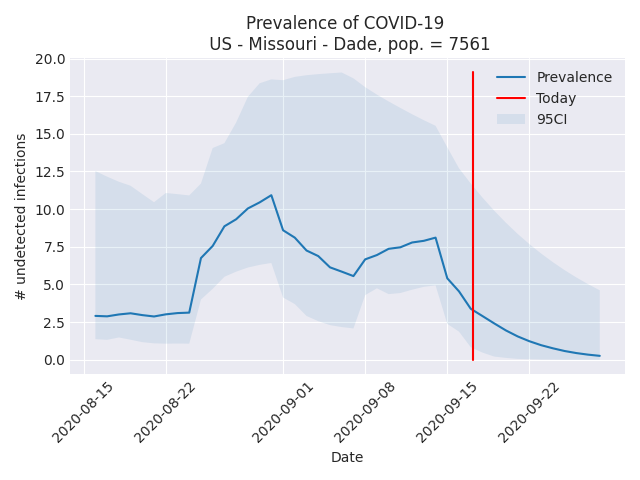 Prevalence of COVID-19
US - Missouri - Dade, pop. = 7561
20.0
17.5
15.0
12.5
10.0
7.5
5.0
2.5
0.0
# undetected infections
Prevalence
Today
95CI
2020-08-15
2020-08-22
2020-09-01
2020-09-08
2020-09-15
2020-09-22
Date